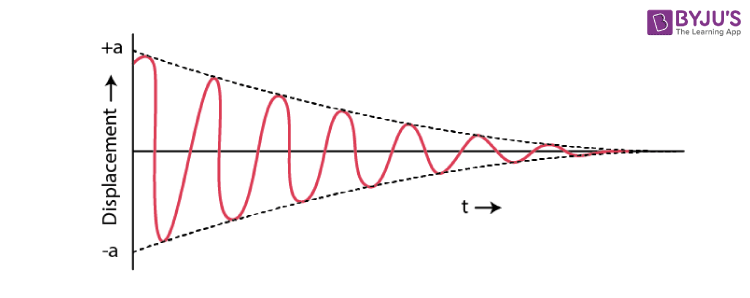 BYJU'S
The Learning App
+a
Displacement →
t →
-a